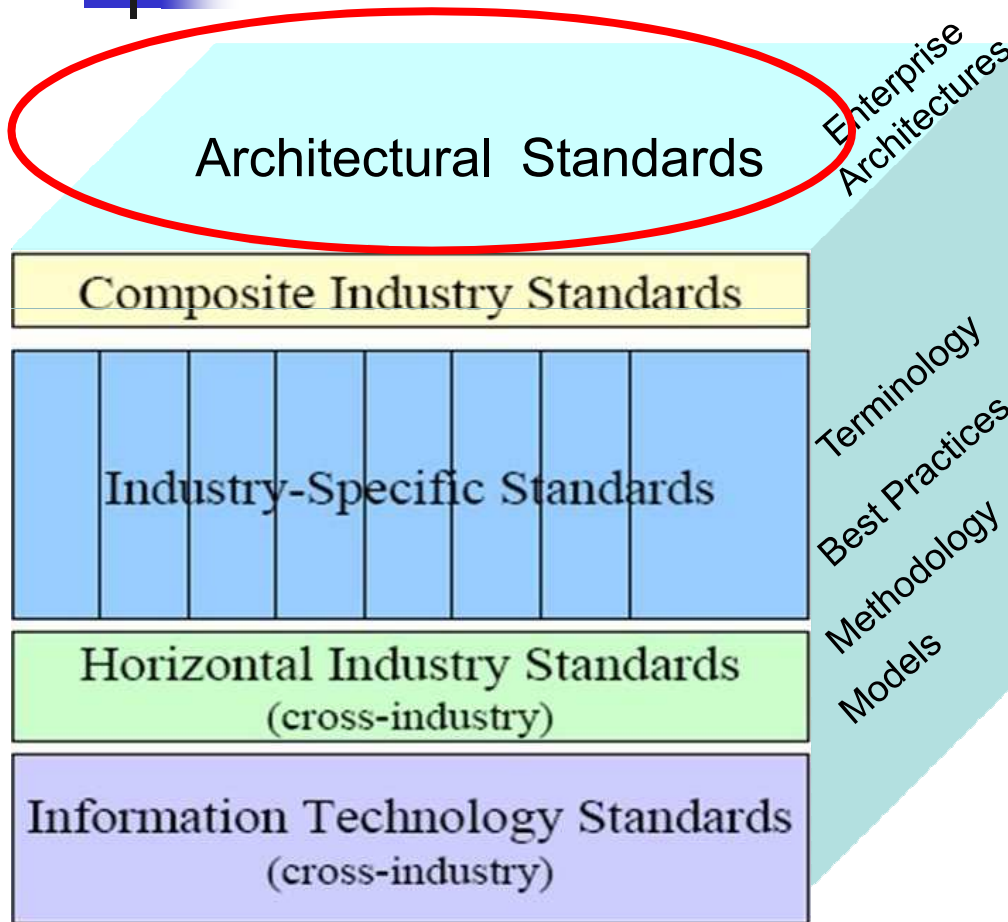 Architectural Standards
Enterprise
Architectures
Composite Industry Standards
Industry-Specific Standards
Horizontal Industry Standards
(cross-industry)
Information Technology Standards
(cross-industry)
Terminology
Best Practices
Methodology
Models